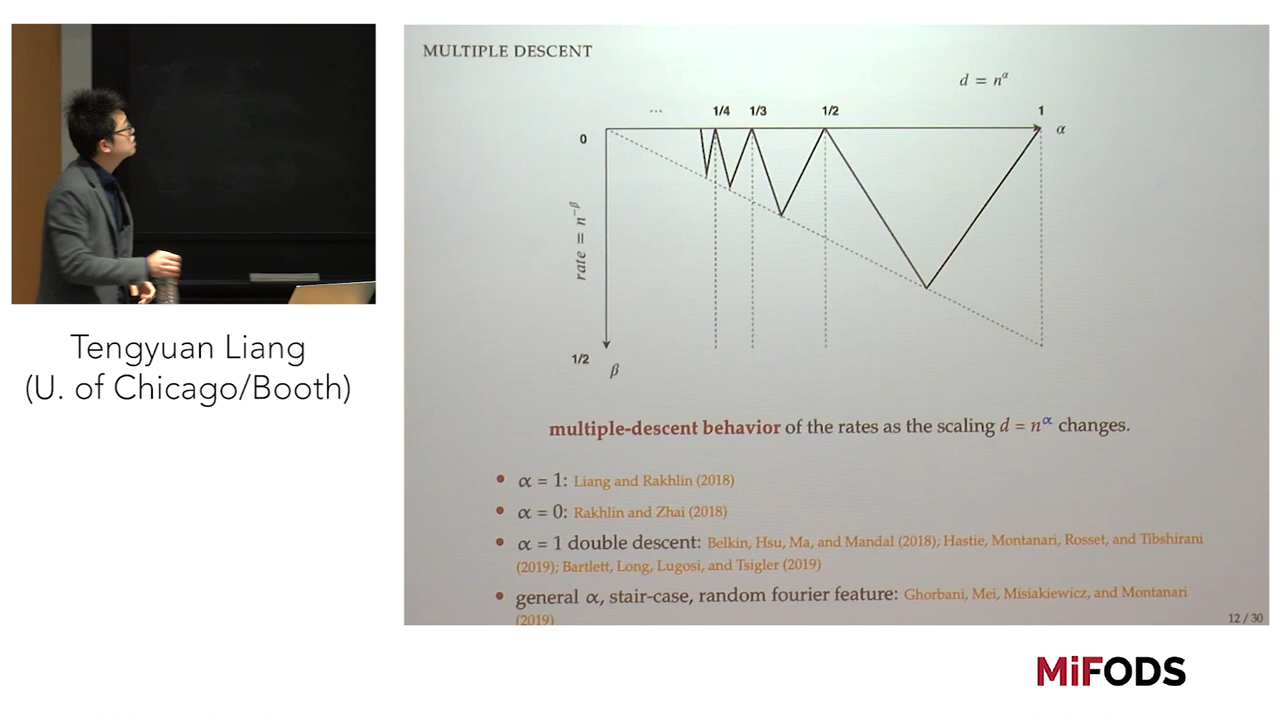 MULTIPLE DESCENT
d = n^α
... 1/4 1/3 1/2 1
0
α
rate = n^−β
1/2
β
multiple-descent behavior of the rates as the scaling d = n^α changes.
• α = 1: Liang and Rakhlin (2018)
• α = 0: Rakhlin and Zhai (2018)
• α = 1 double descent: Belkin, Hsu, Ma, and Mandal (2018); Hastie, Montanari, Rosset, and Tibshirani
(2019); Bartlett, Long, Lugosi, and Tsigler (2019)
• general α, stair-case, random fourier feature: Ghorbani, Mei, Misiakiewicz, and Montanari
(2019)
12 / 30
Tengyuan Liang
(U. of Chicago/Booth)
MiFODS